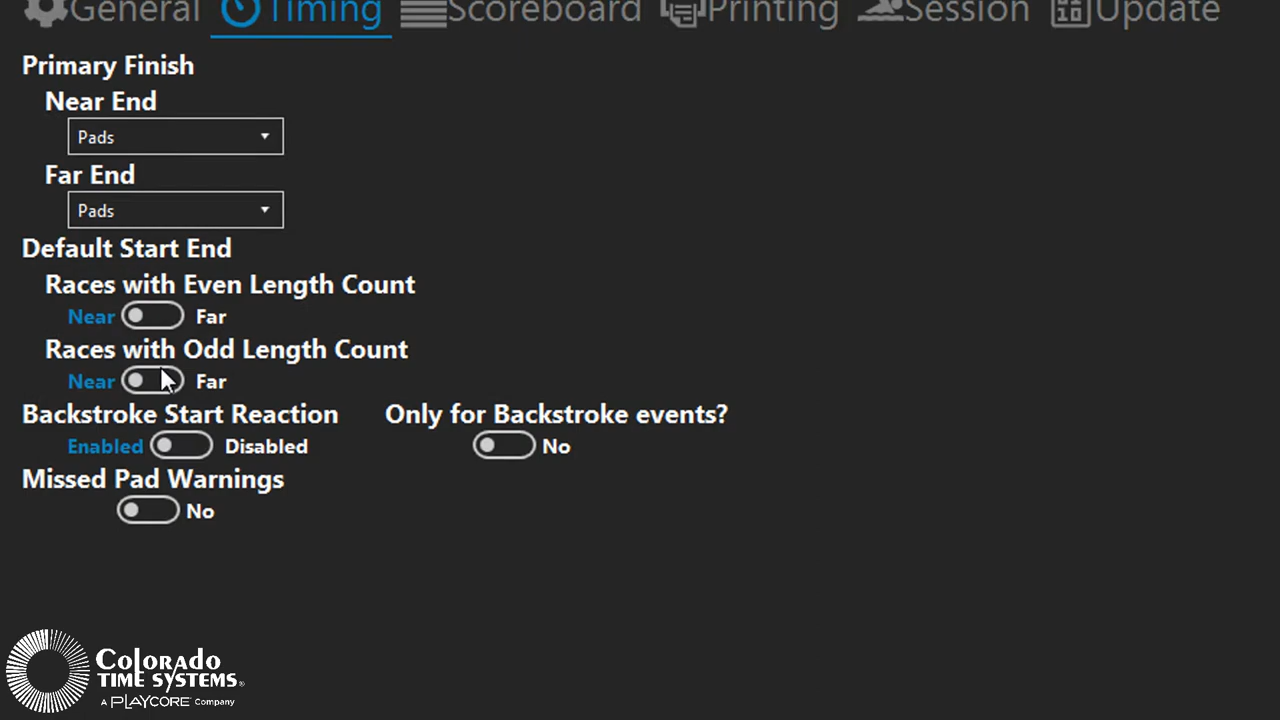 General Timing Scoreboard Printing Session Update
Primary Finish
Near End
Pads
Far End
Pads
Default Start End
Races with Even Length Count
Near Far
Races with Odd Length Count
Near Far
Backstroke Start Reaction Only for Backstroke events?
Enabled Disabled No
Missed Pad Warnings
No
COLORADO
TIME SYSTEMS®
A PLAYCORE Company